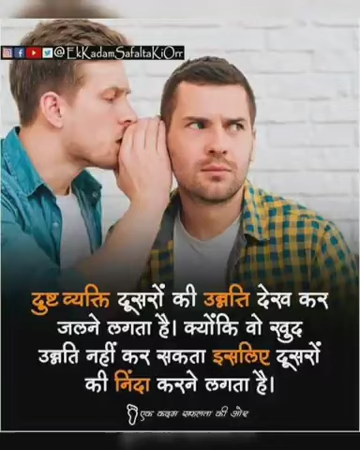 @EkKadamSafaltaKiOrr
दुष्ट व्यक्ति दूसरों की उन्नति देख कर
जलने लगता है। क्योंकि वो खुद
उन्नति नहीं कर सकता इसलिए दूसरों
की निंदा करने लगता है।
एक कदम सफलता की ओर